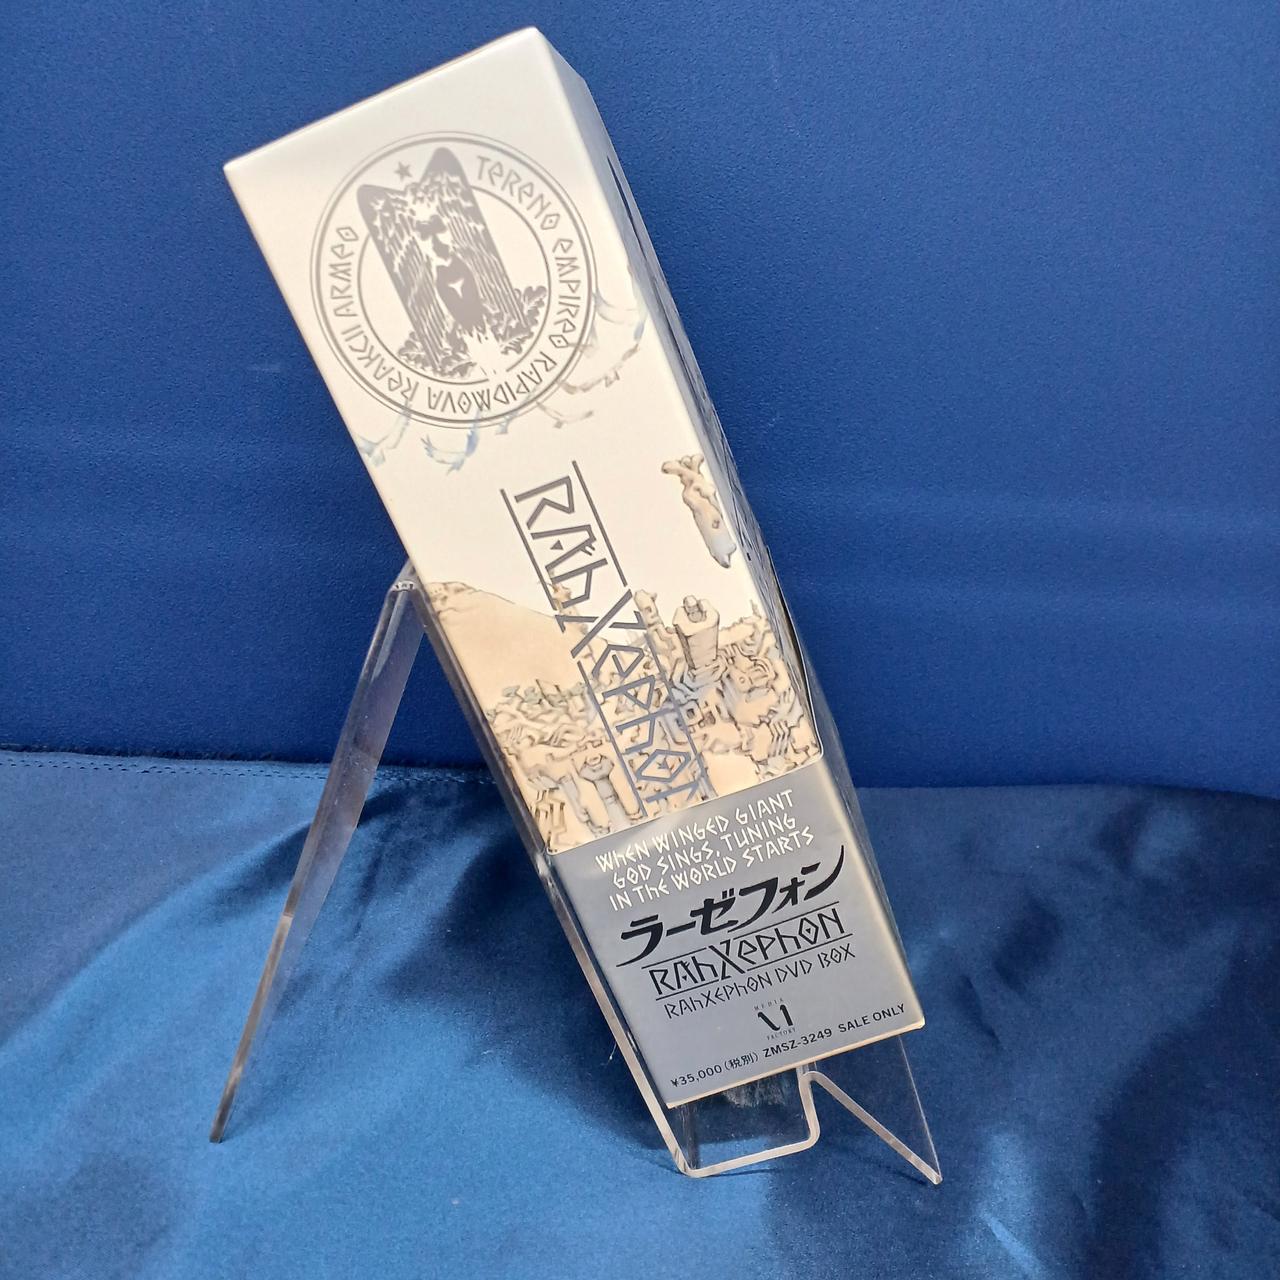 TERENO EMPIREO RAPIDMOVA REAKCII ARMEO
RAhXephon
WHEN WINGED GIANT
GOD SINGS, TUNING
IN The WORLD STARTS
ラーゼフォン
RAhXephON
RAhXEPhON DVD BOX
MEDIA
FACTORY
¥35,000(税別) ZMSZ-3249 SALE ONLY